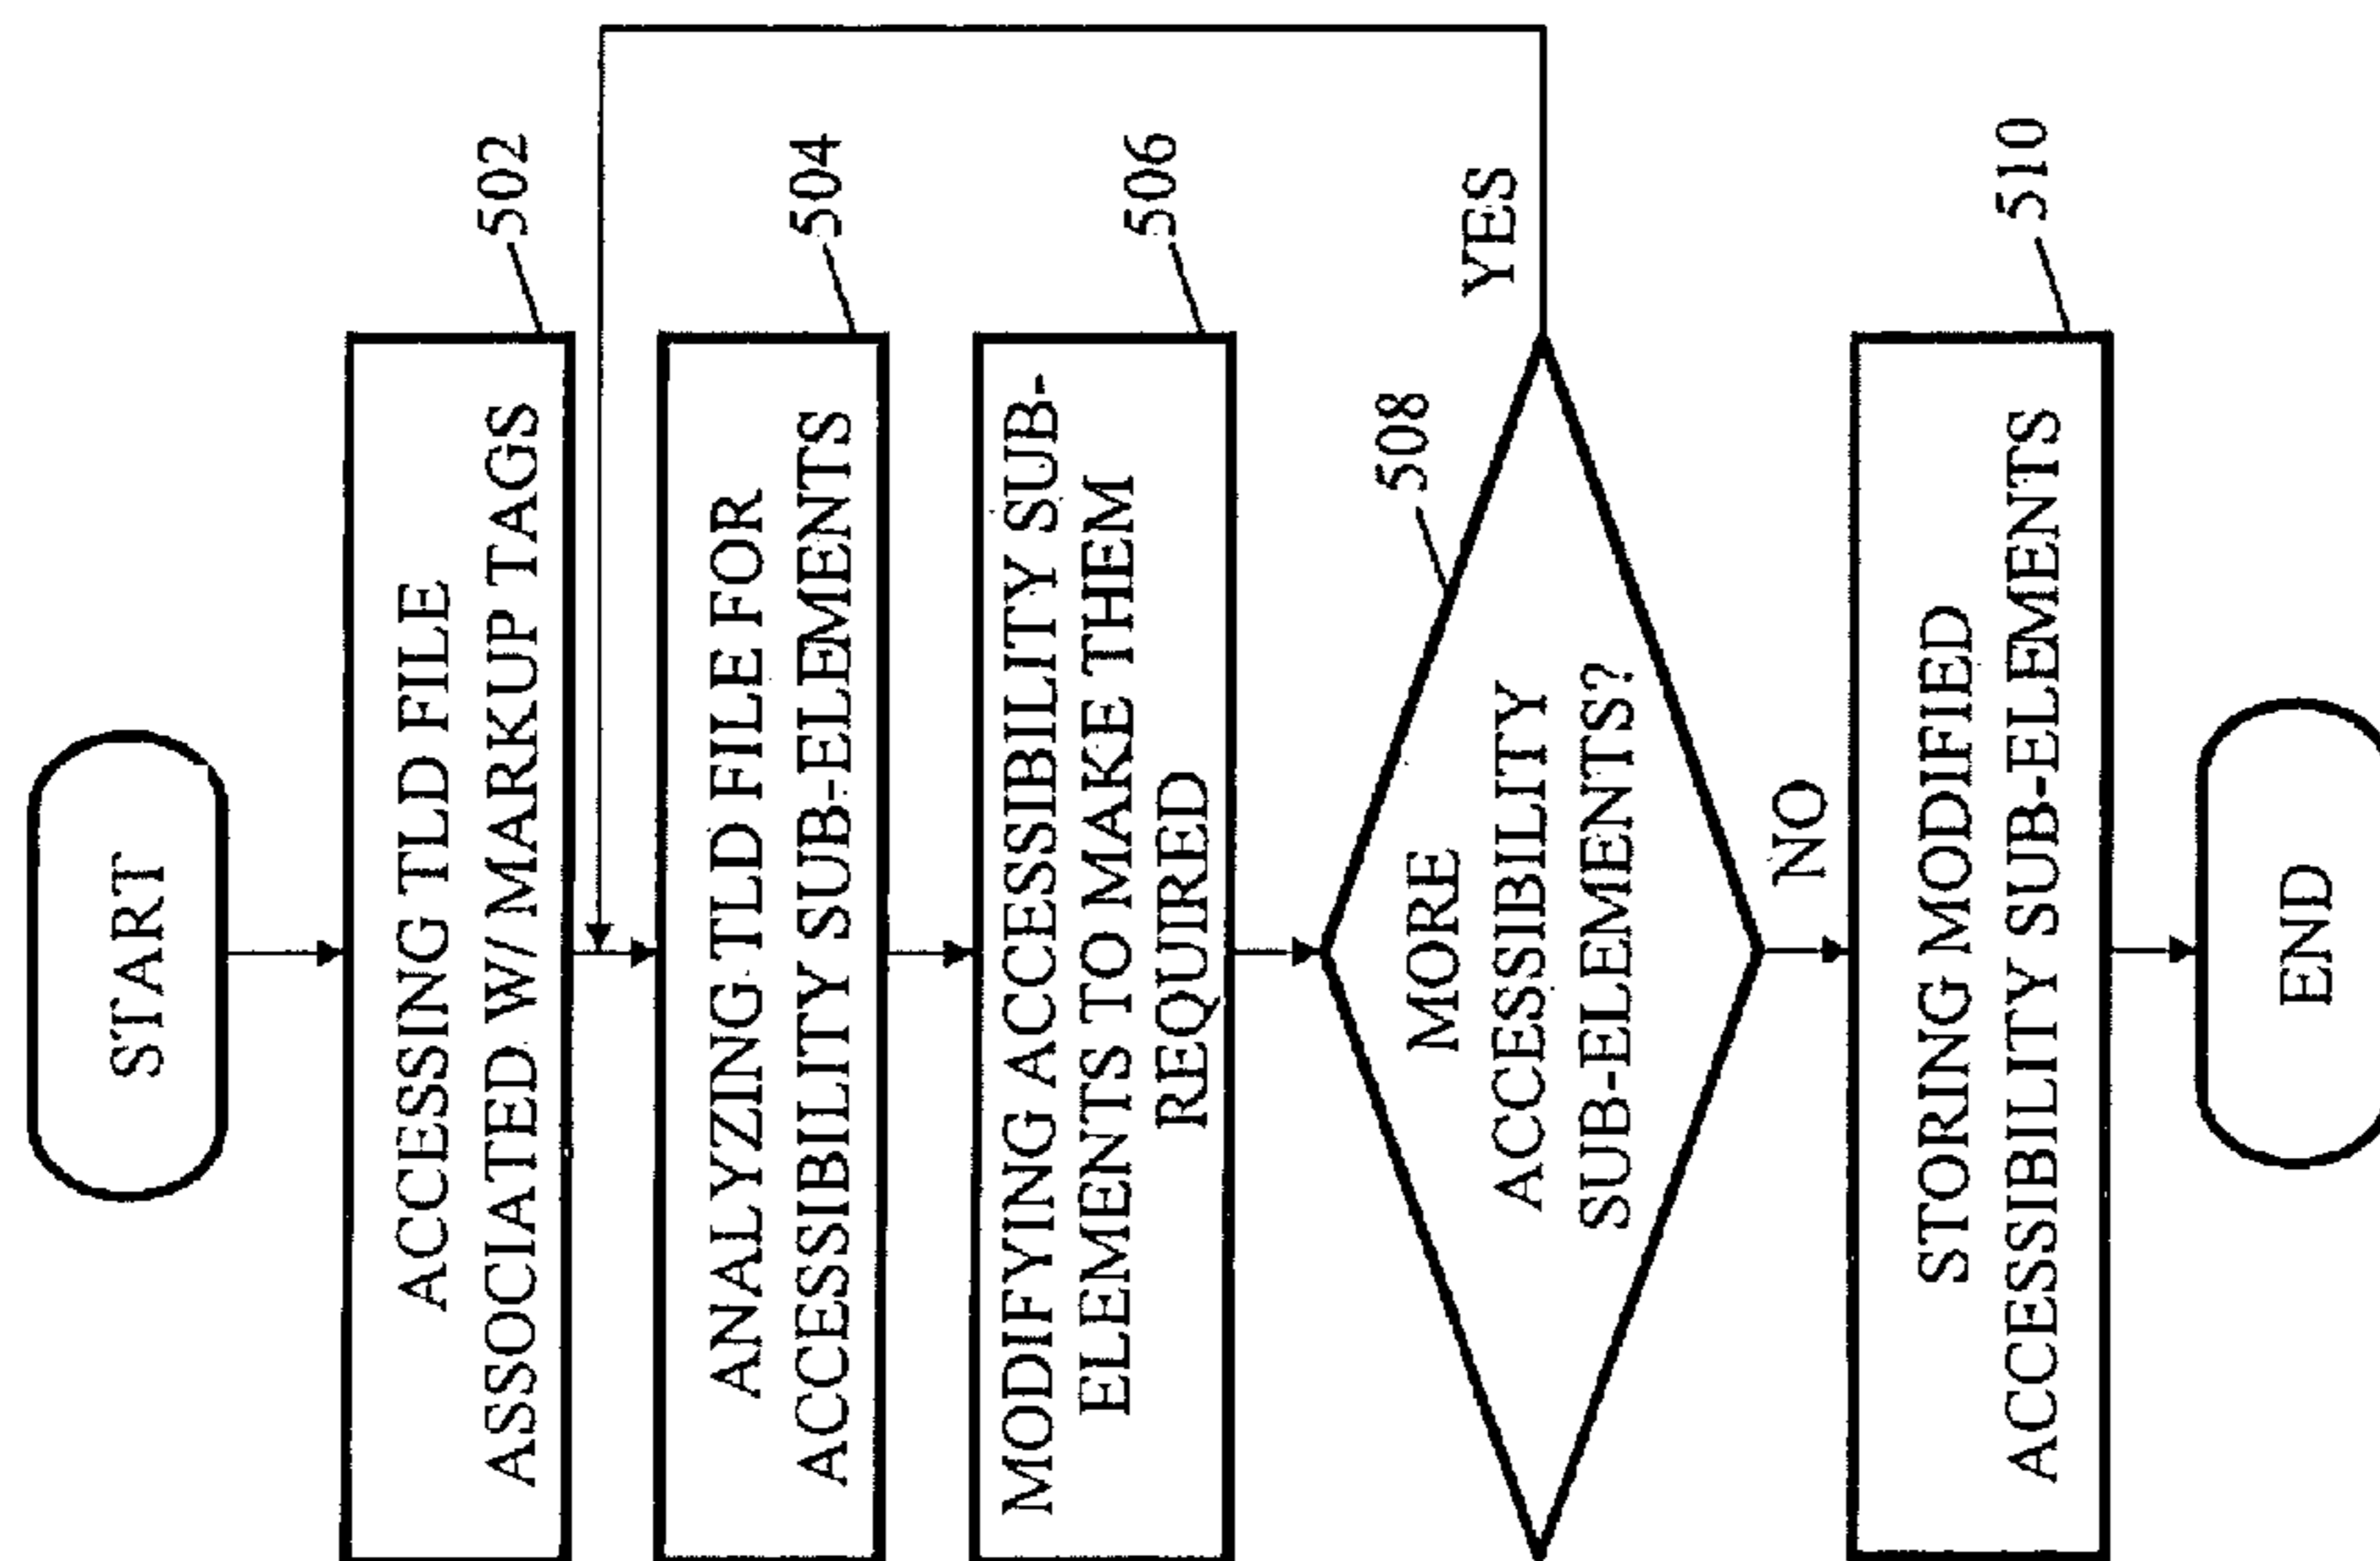 START
ACCESSING TLD FILE
ASSOCIATED W/ MARKUP TAGS
502
ANALYZING TLD FILE FOR
ACCESSIBILITY SUB-ELEMENTS
504
MODIFYING ACCESSIBILITY SUB-
ELEMENTS TO MAKE THEM
REQUIRED
506
MORE
ACCESSIBILITY
SUB-ELEMENTS?
508
YES
NO
STORING MODIFIED
ACCESSIBILITY SUB-ELEMENTS
510
END